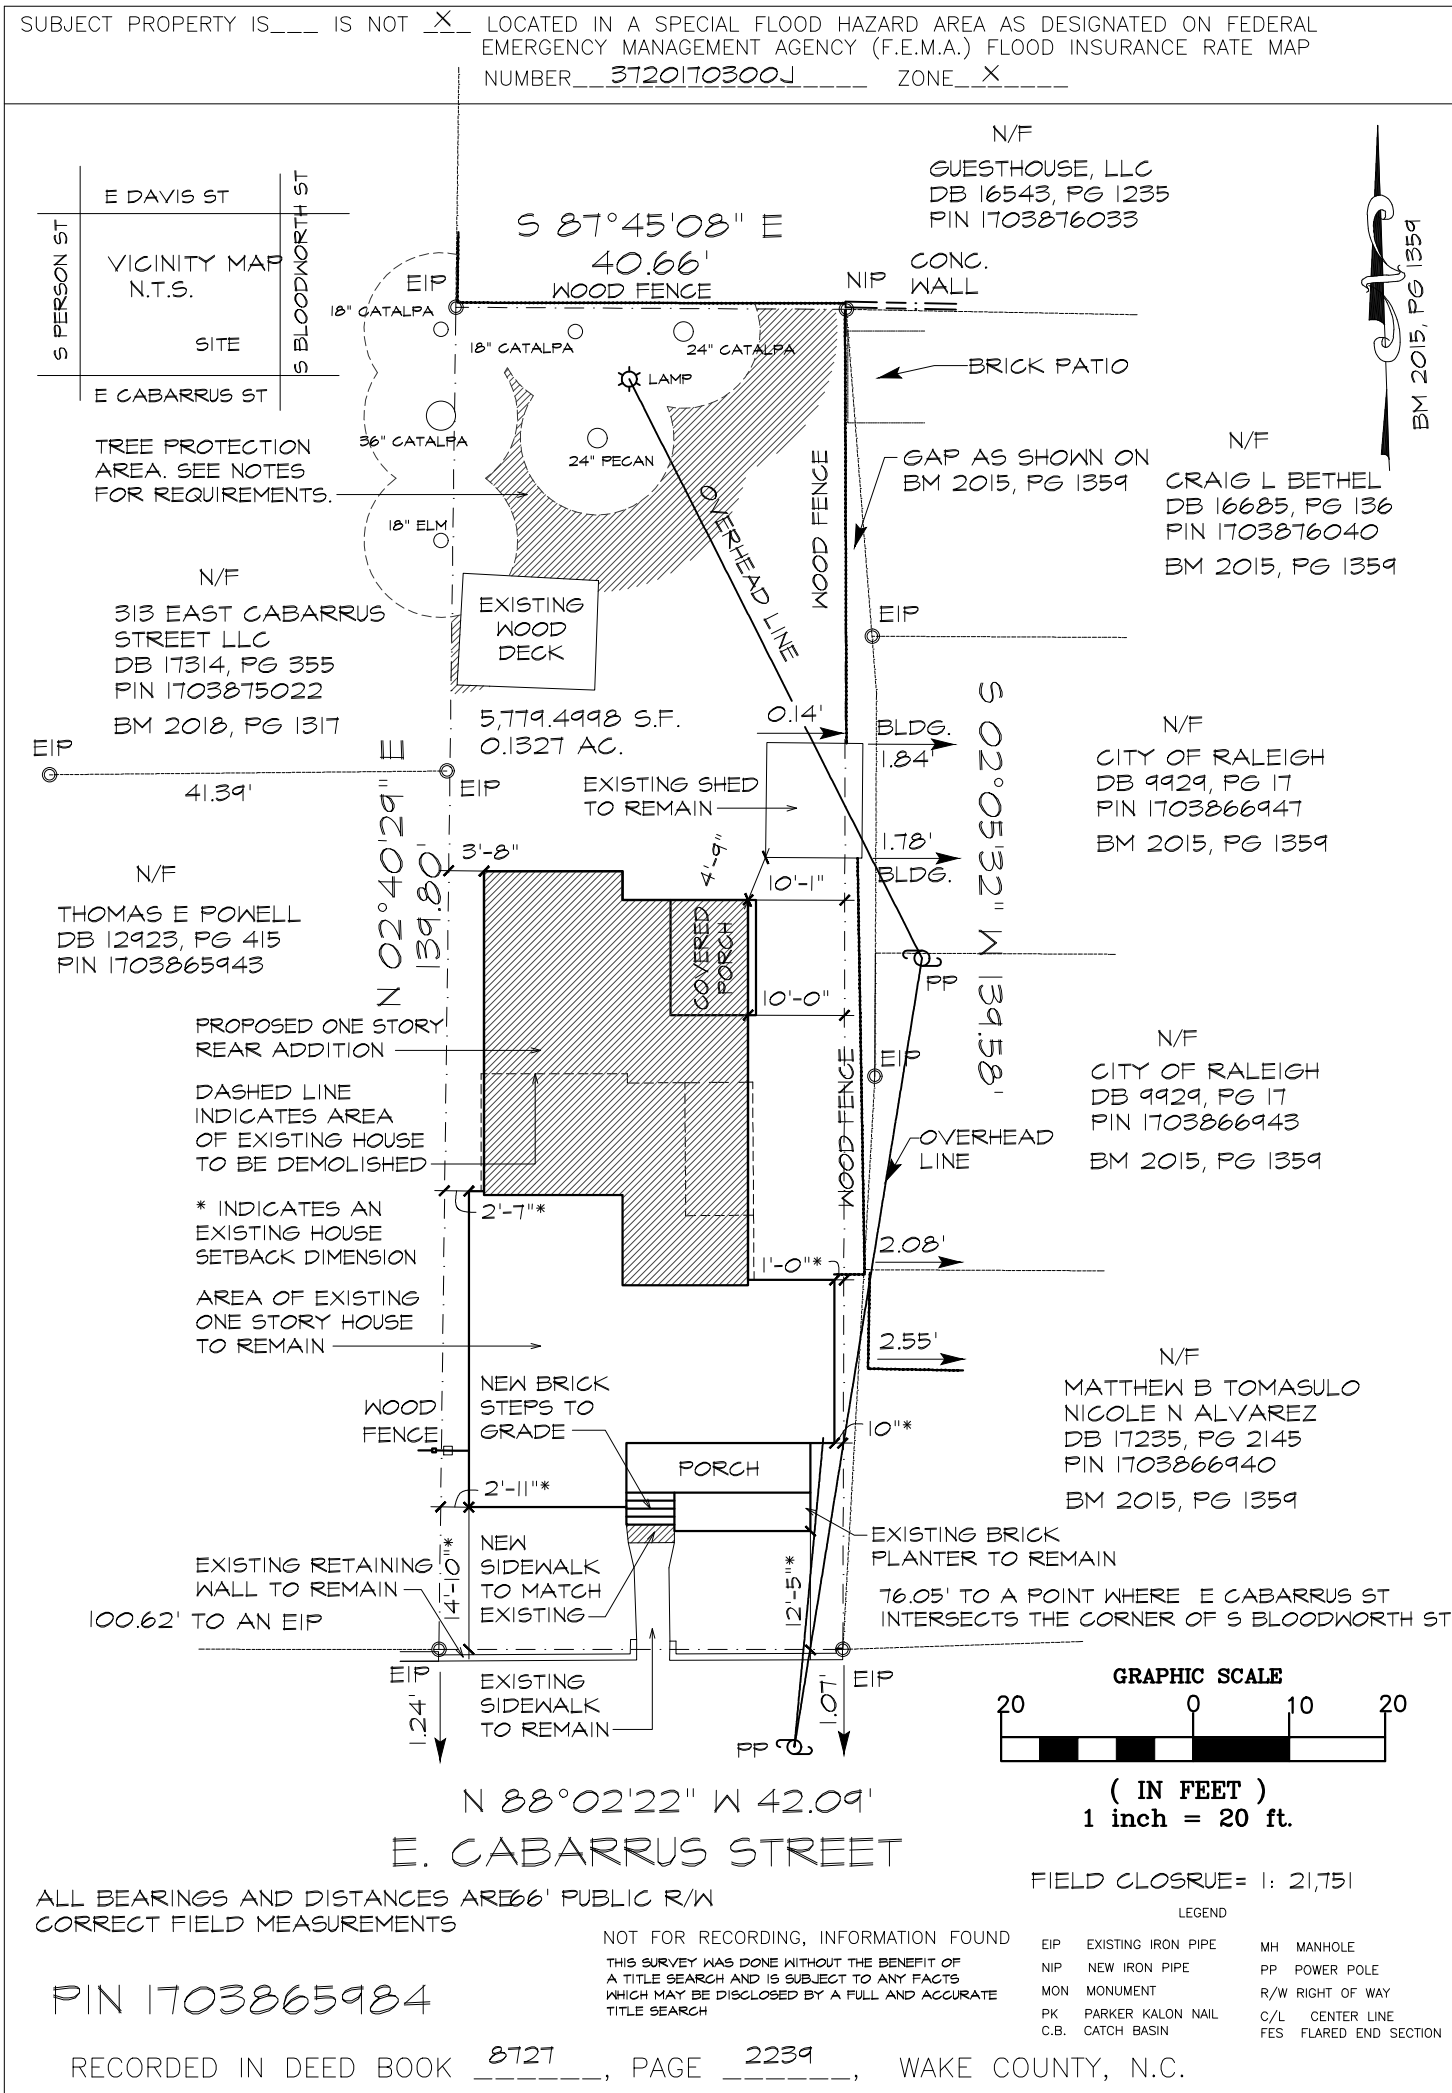 SUBJECT PROPERTY IS___ IS NOT _X_ LOCATED IN A SPECIAL FLOOD HAZARD AREA AS DESIGNATED ON FEDERAL
EMERGENCY MANAGEMENT AGENCY (F.E.M.A.) FLOOD INSURANCE RATE MAP
NUMBER__3720170300J______ ZONE__X____
N/F
GUESTHOUSE, LLC
DB 16543, PG 1235
PIN 1703876033
E DAVIS ST
S PERSON ST
S BLOODWORTH ST
VICINITY MAP
N.T.S.
SITE
E CABARRUS ST
S 87°45'08" E
40.66'
WOOD FENCE
EIP
NIP
CONC.
WALL
BM 2015, PG 1359
18" CATALPA
18" CATALPA
24" CATALPA
LAMP
BRICK PATIO
36" CATALPA
24" PECAN
TREE PROTECTION
AREA. SEE NOTES
FOR REQUIREMENTS.
18" ELM
OVERHEAD LINE
WOOD FENCE
GAP AS SHOWN ON
BM 2015, PG 1359
N/F
CRAIG L BETHEL
DB 16685, PG 136
PIN 1703876040
BM 2015, PG 1359
N/F
313 EAST CABARRUS
STREET LLC
DB 17314, PG 355
PIN 1703875022
BM 2018, PG 1317
EXISTING
WOOD
DECK
EIP
5,779.4998 S.F.
0.1327 AC.
0.14'
BLDG.
1.84'
S 02°05'32" W 139.58'
N/F
CITY OF RALEIGH
DB 9929, PG 17
PIN 1703866947
BM 2015, PG 1359
EIP
41.39'
EIP
EXISTING SHED
TO REMAIN
N 02°40'29" E
139.80'
3'-8"
4'-9"
10'-1"
1.78'
BLDG.
N/F
THOMAS E POWELL
DB 12923, PG 415
PIN 1703865943
COVERED
PORCH
10'-0"
PP
PROPOSED ONE STORY
REAR ADDITION
EIP
N/F
CITY OF RALEIGH
DB 9929, PG 17
PIN 1703866943
BM 2015, PG 1359
DASHED LINE
INDICATES AREA
OF EXISTING HOUSE
TO BE DEMOLISHED
WOOD FENCE
OVERHEAD
LINE
* INDICATES AN
EXISTING HOUSE
SETBACK DIMENSION
2'-7"*
1'-0"*
2.08'
AREA OF EXISTING
ONE STORY HOUSE
TO REMAIN
2.55'
N/F
MATTHEW B TOMASULO
NICOLE N ALVAREZ
DB 17235, PG 2145
PIN 1703866940
BM 2015, PG 1359
WOOD
FENCE
NEW BRICK
STEPS TO
GRADE
10"*
PORCH
2'-11"*
EXISTING BRICK
PLANTER TO REMAIN
14'-10"*
NEW
SIDEWALK
TO MATCH
EXISTING
12'-5"*
EXISTING RETAINING
WALL TO REMAIN
100.62' TO AN EIP
76.05' TO A POINT WHERE E CABARRUS ST
INTERSECTS THE CORNER OF S BLOODWORTH ST
EIP
1.24'
EXISTING
SIDEWALK
TO REMAIN
1.07'
EIP
PP
GRAPHIC SCALE
20 0 10 20
( IN FEET )
1 inch = 20 ft.
N 88°02'22" W 42.09'
E. CABARRUS STREET
ALL BEARINGS AND DISTANCES ARE 66' PUBLIC R/W
CORRECT FIELD MEASUREMENTS
FIELD CLOSRUE= 1: 21,751
LEGEND
EIP EXISTING IRON PIPE MH MANHOLE
NIP NEW IRON PIPE PP POWER POLE
MON MONUMENT R/W RIGHT OF WAY
PK PARKER KALON NAIL C/L CENTER LINE
C.B. CATCH BASIN FES FLARED END SECTION
NOT FOR RECORDING, INFORMATION FOUND
THIS SURVEY WAS DONE WITHOUT THE BENEFIT OF
A TITLE SEARCH AND IS SUBJECT TO ANY FACTS
WHICH MAY BE DISCLOSED BY A FULL AND ACCURATE
TITLE SEARCH
PIN 1703865984
RECORDED IN DEED BOOK _8727_, PAGE _2239_, WAKE COUNTY, N.C.